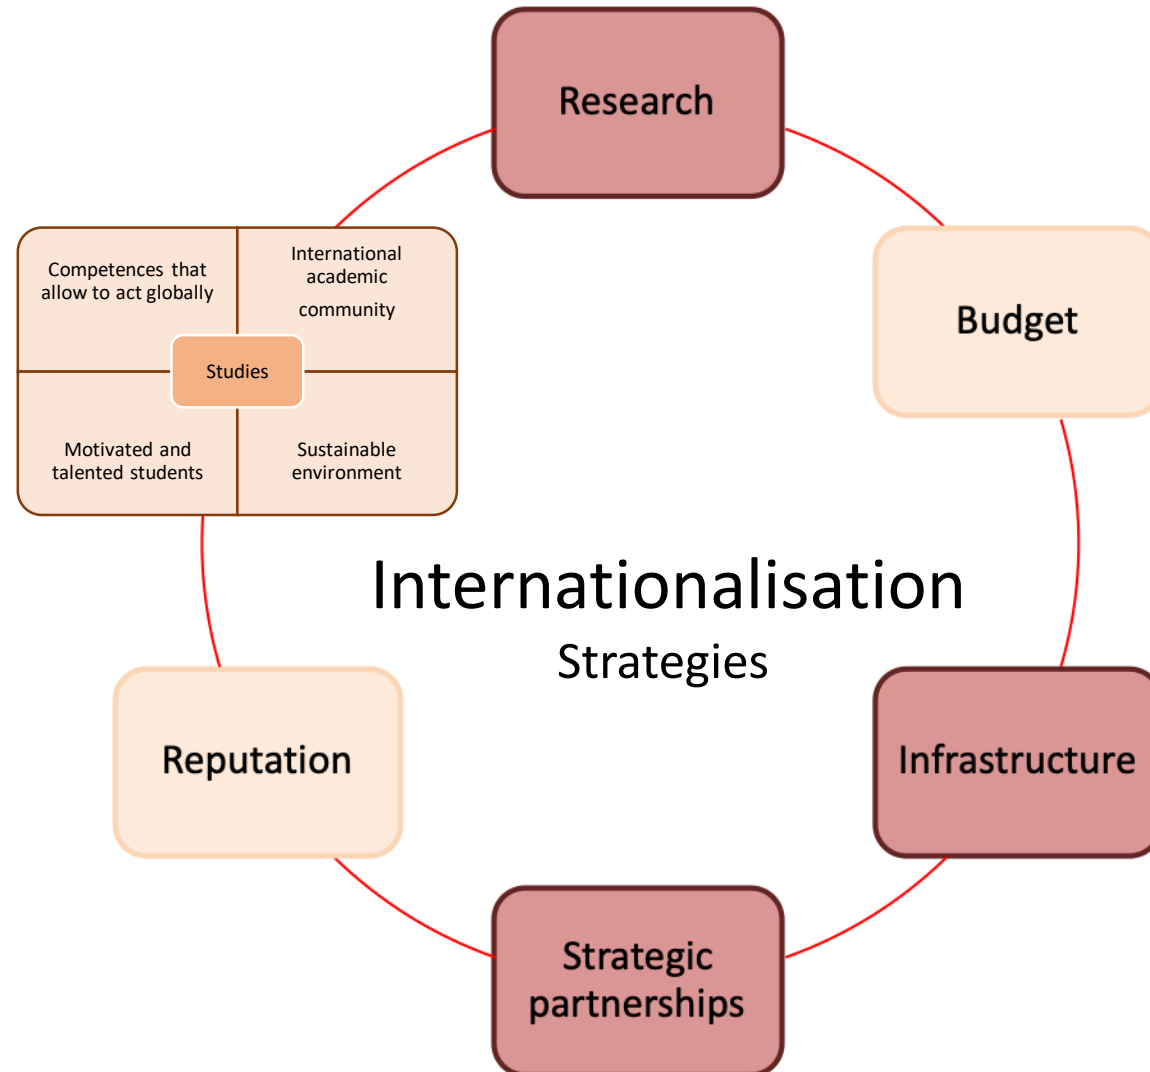 Research
Budget
Competences that
allow to act globally
International
academic
community
Studies
Motivated and
talented students
Sustainable
environment
Internationalisation
Strategies
Reputation
Infrastructure
Strategic
partnerships